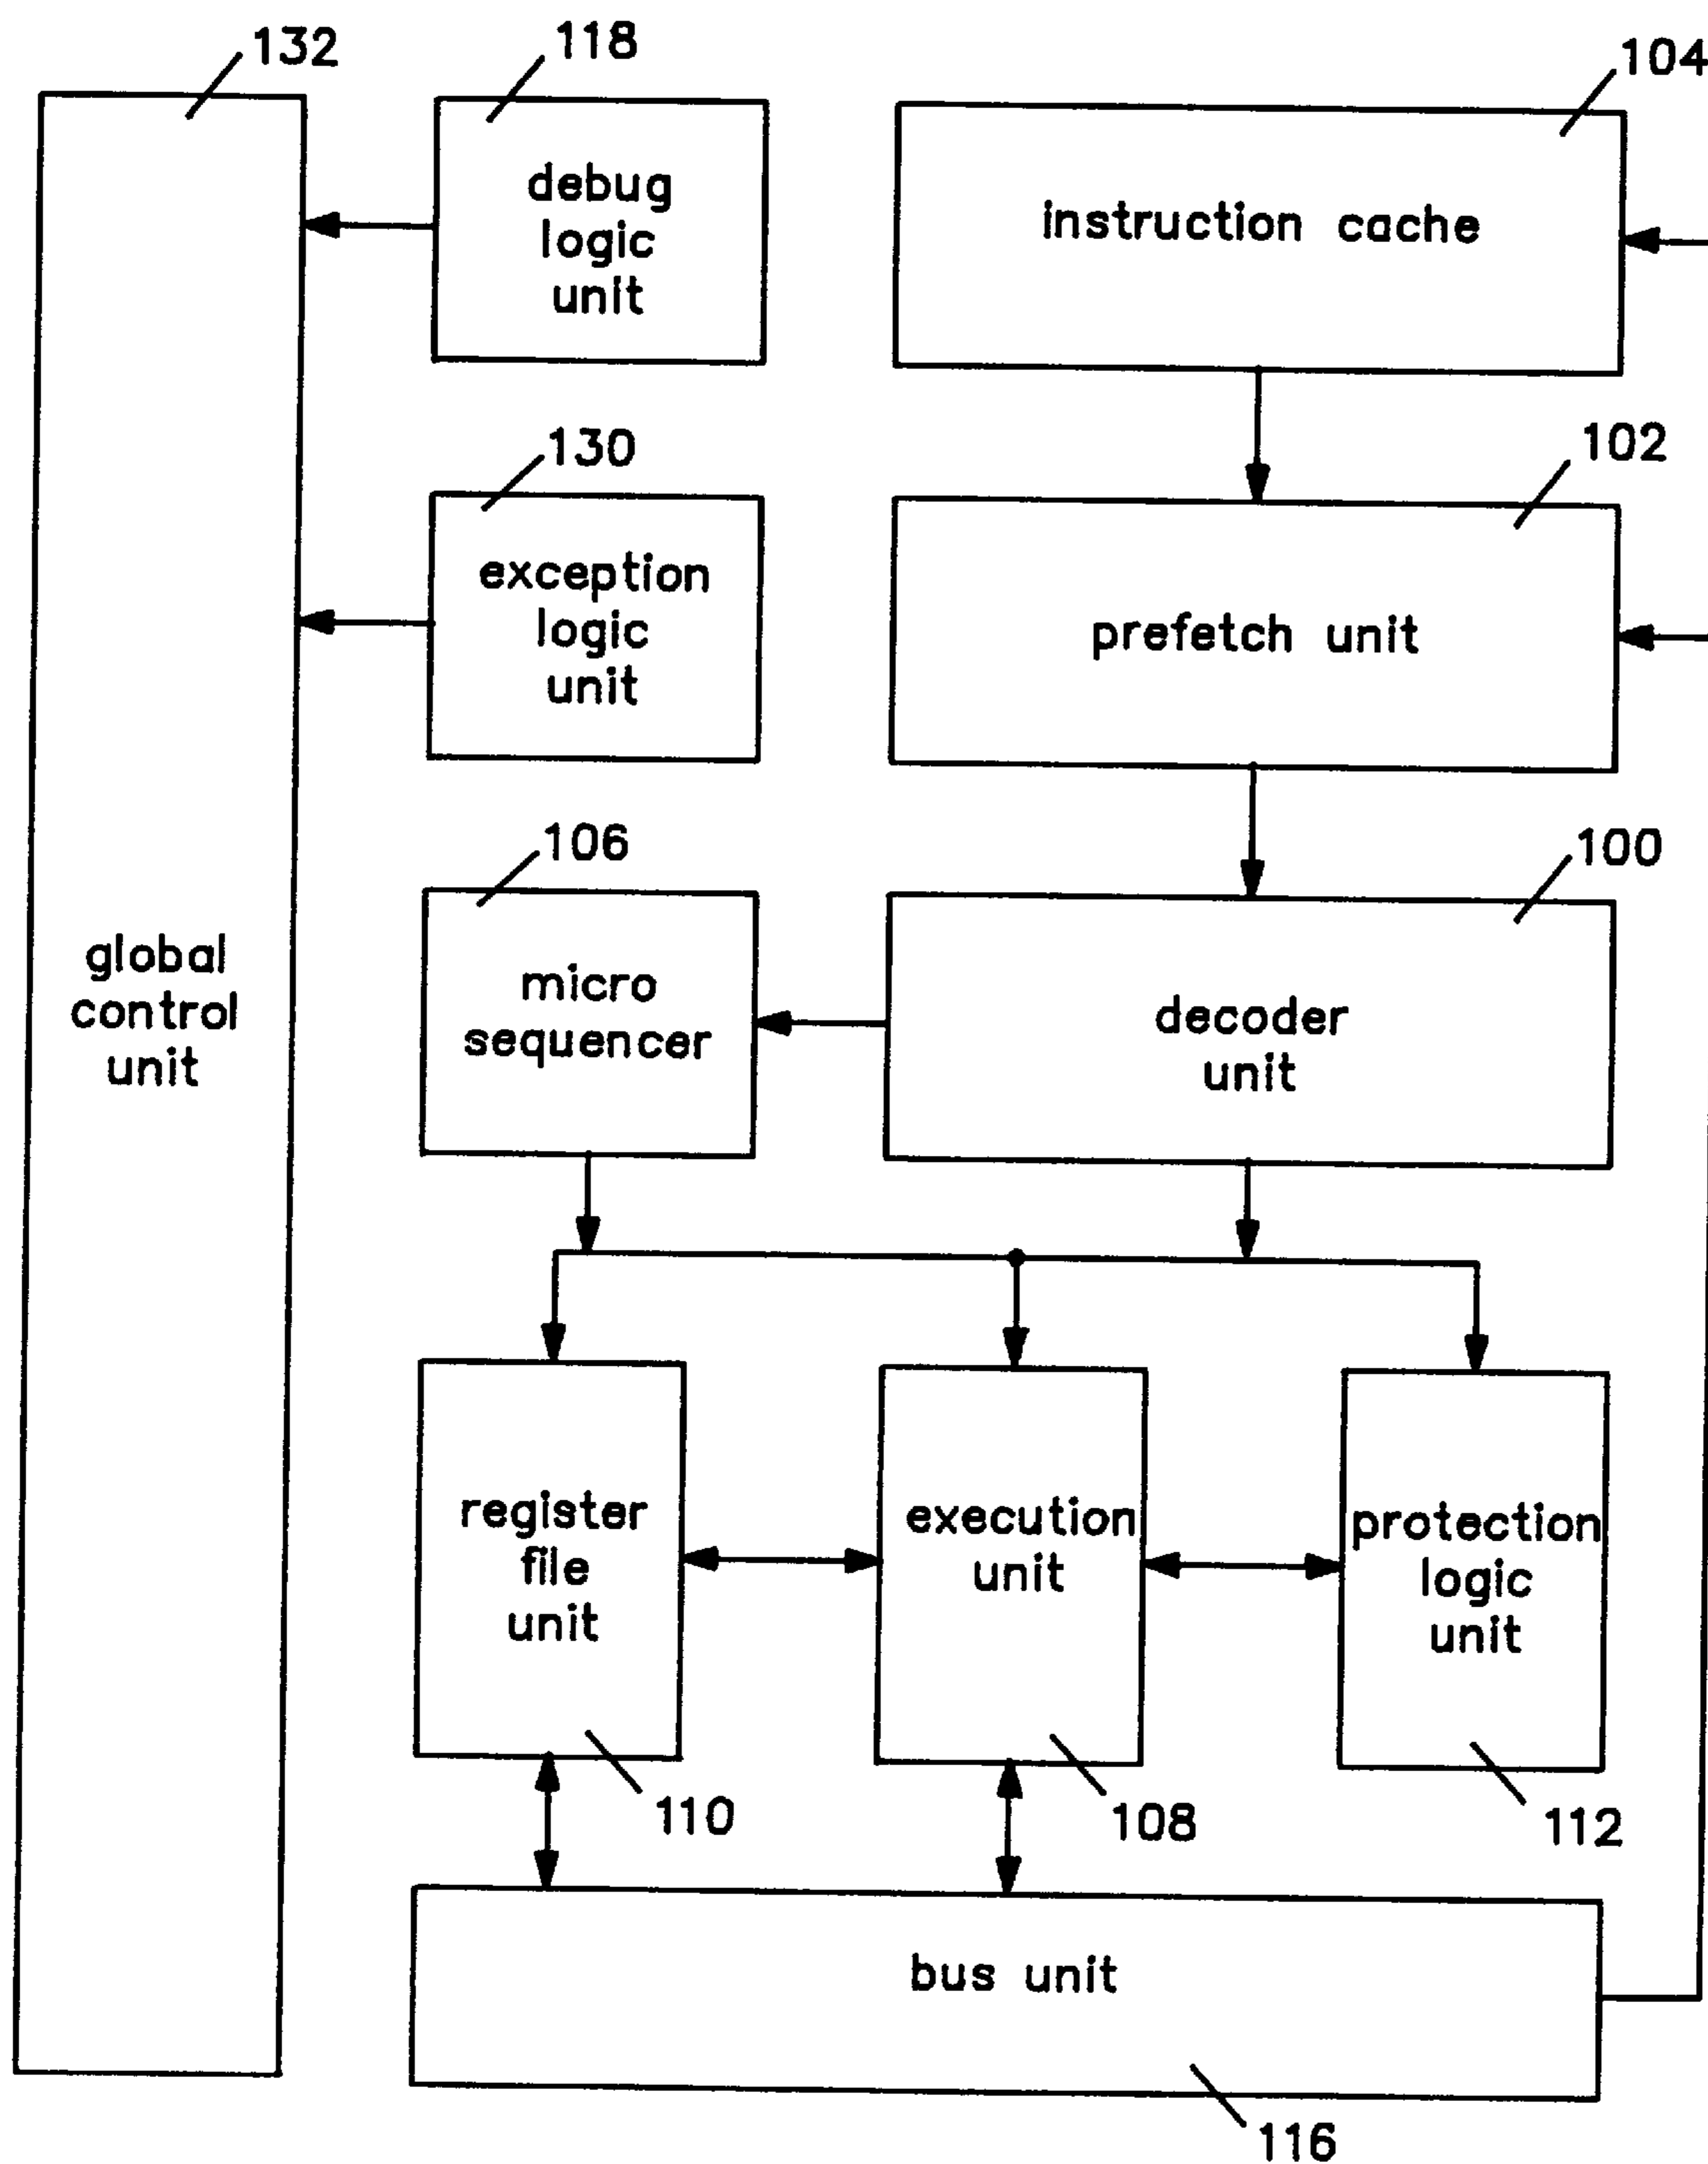 132
118
104
debug
logic
unit
instruction cache
130
102
exception
logic
unit
prefetch unit
106
100
global
control
unit
micro
sequencer
decoder
unit
register
file
unit
execution
unit
protection
logic
unit
110
108
112
bus unit
116